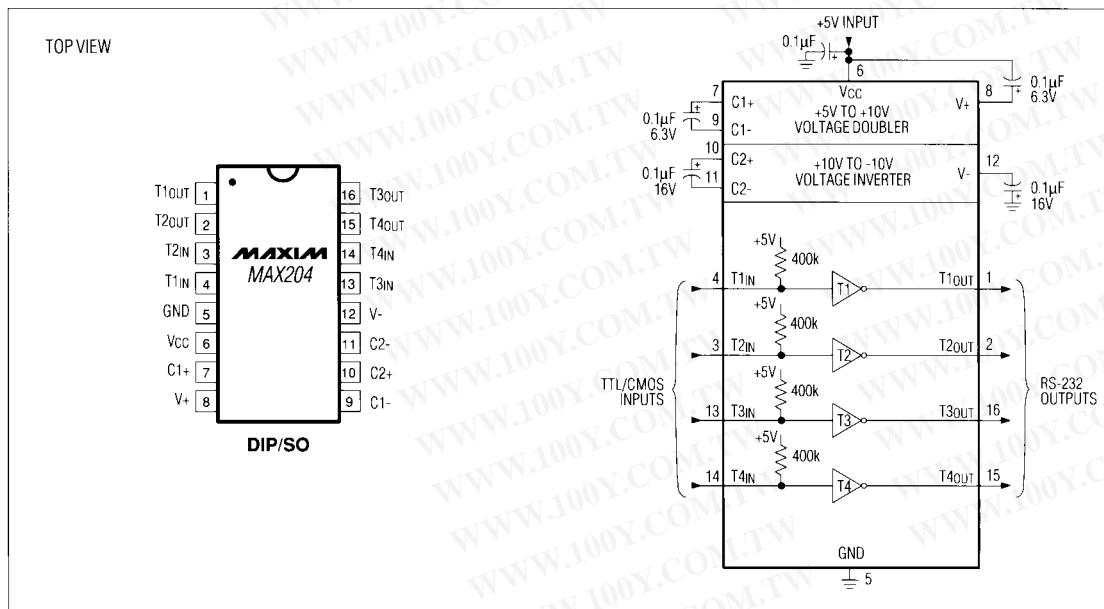 TOP VIEW
T1OUT 1
T2OUT 2
T2IN 3
T1IN 4
GND 5
VCC 6
C1+ 7
V+ 8
16 T3OUT
15 T4OUT
14 T4IN
13 T3IN
12 V-
11 C2-
10 C2+
9 C1-
MAXIM
MAX204
DIP/SO
+5V INPUT
0.1µF
+
6
VCC
+5V TO +10V
VOLTAGE DOUBLER
7
C1+
0.1µF
6.3V
+
9
C1-
8
V+
0.1µF
6.3V
+
10
C2+
+10V TO -10V
VOLTAGE INVERTER
0.1µF
16V
+
11
C2-
12
V-
0.1µF
16V
+
+5V
400k
4 T1IN
T1
T1OUT 1
+5V
400k
3 T2IN
T2
T2OUT 2
+5V
400k
13 T3IN
T3
T3OUT 16
+5V
400k
14 T4IN
T4
T4OUT 15
TTL/CMOS
INPUTS
RS-232
OUTPUTS
GND
5
WWW.100Y.COM.TW